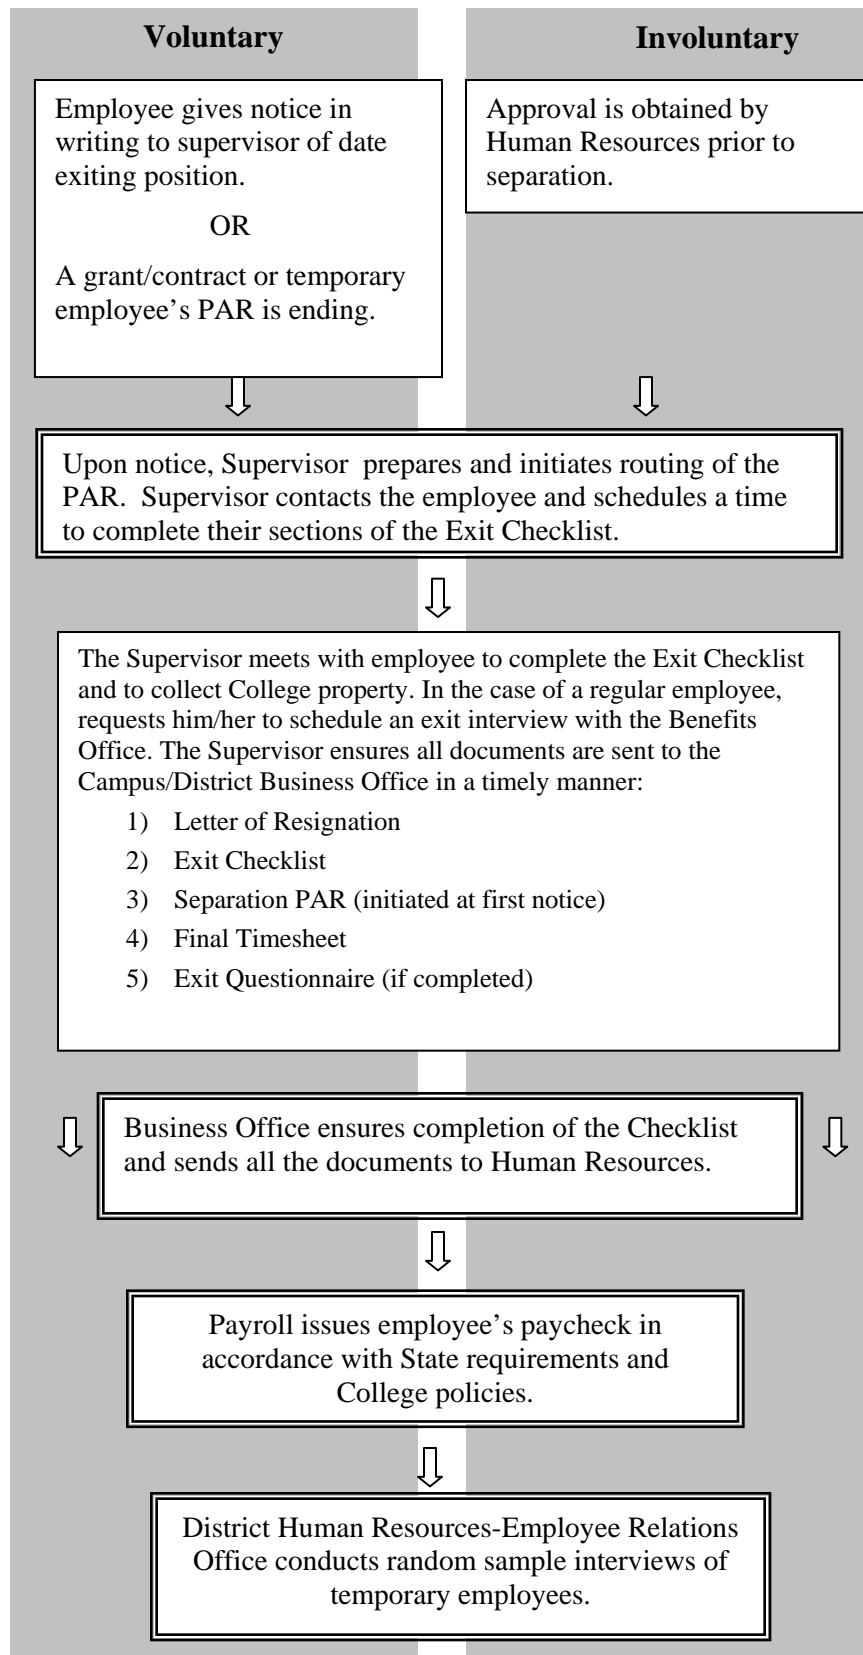 Voluntary
Involuntary
Employee gives notice in
writing to supervisor of date
exiting position.
OR
A grant/contract or temporary
employee’s PAR is ending.
Approval is obtained by
Human Resources prior to
separation.
Upon notice, Supervisor prepares and initiates routing of the
PAR. Supervisor contacts the employee and schedules a time
to complete their sections of the Exit Checklist.
The Supervisor meets with employee to complete the Exit Checklist
and to collect College property. In the case of a regular employee,
requests him/her to schedule an exit interview with the Benefits
Office. The Supervisor ensures all documents are sent to the
Campus/District Business Office in a timely manner:
1) Letter of Resignation
2) Exit Checklist
3) Separation PAR (initiated at first notice)
4) Final Timesheet
5) Exit Questionnaire (if completed)
Business Office ensures completion of the Checklist
and sends all the documents to Human Resources.
Payroll issues employee’s paycheck in
accordance with State requirements and
College policies.
District Human Resources-Employee Relations
Office conducts random sample interviews of
temporary employees.